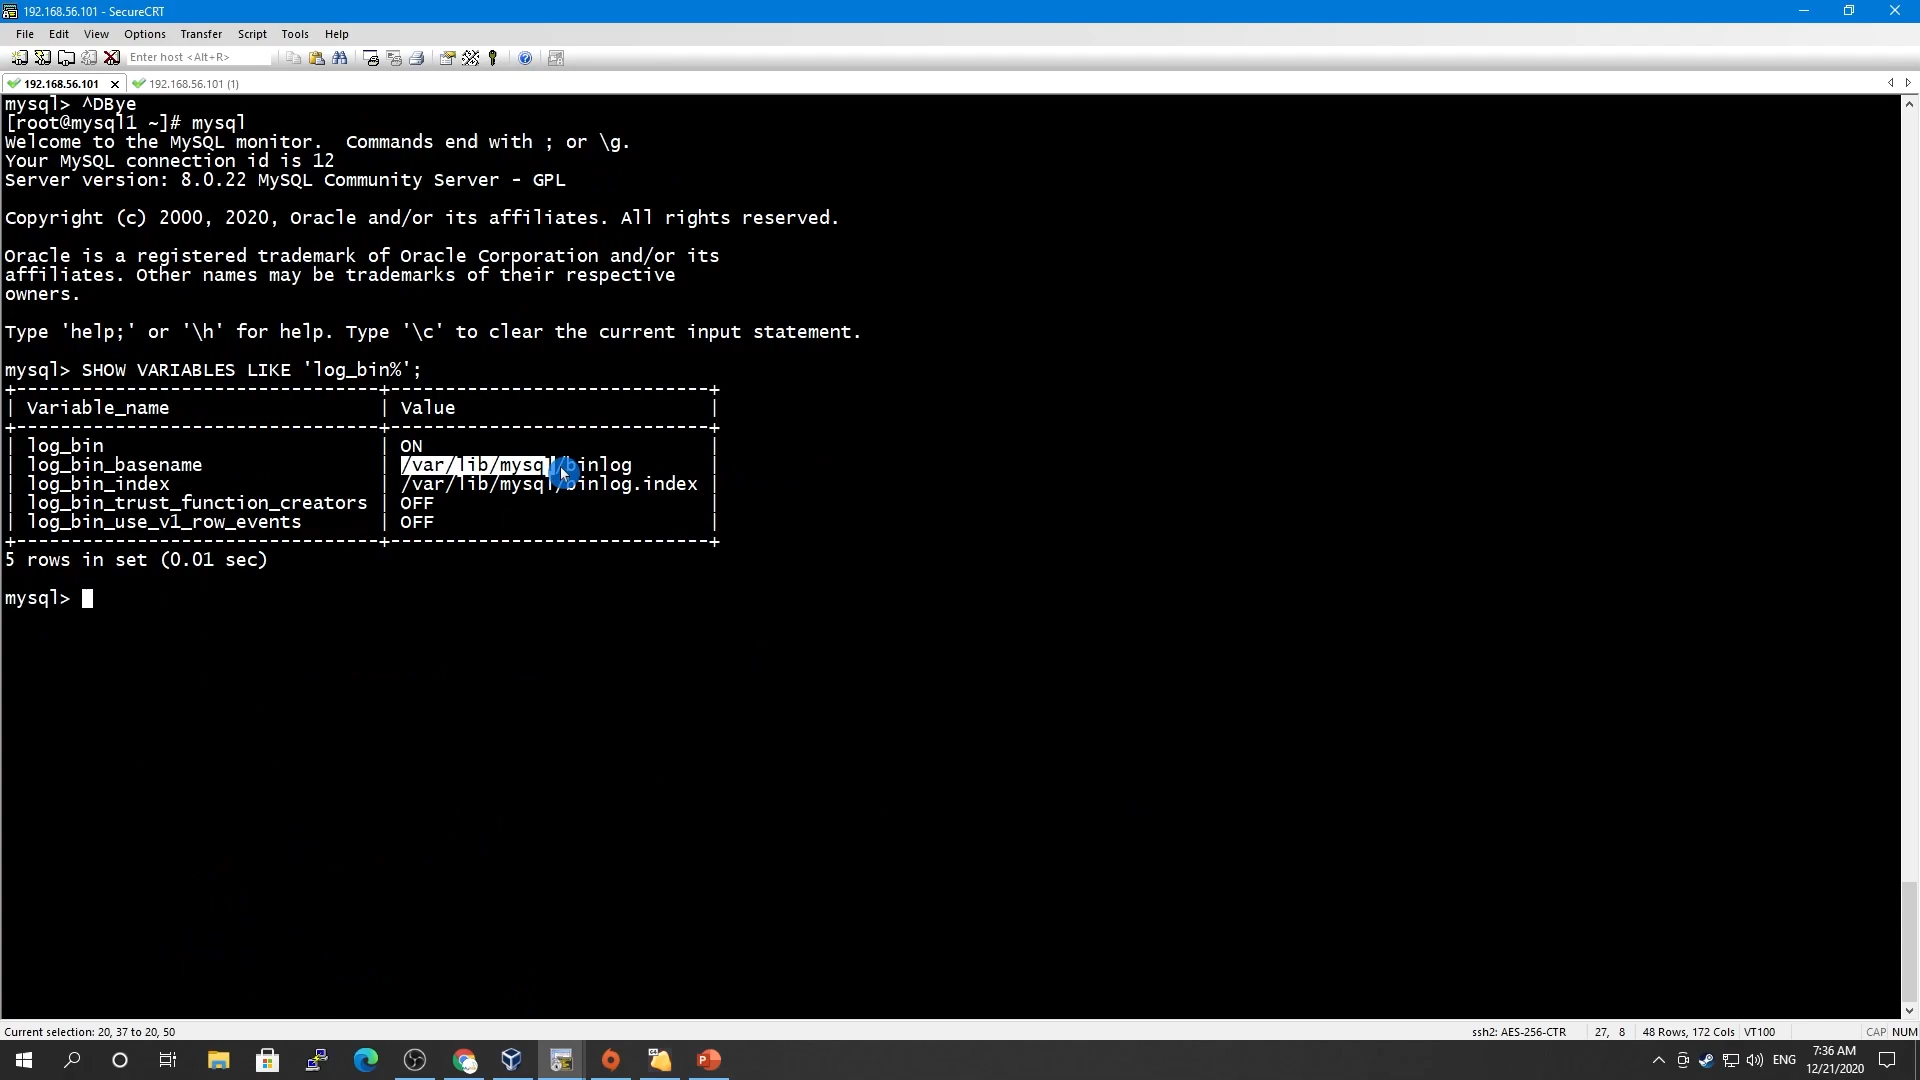 192.168.56.101 - SecureCRT
File Edit View Options Transfer Script Tools Help
Enter host <Alt+R>
192.168.56.101 192.168.56.101 (1)
mysql> ^DBye
[root@mysql1 ~]# mysql
Welcome to the MySQL monitor.  Commands end with ; or \g.
Your MySQL connection id is 12
Server version: 8.0.22 MySQL Community Server - GPL
Copyright (c) 2000, 2020, Oracle and/or its affiliates. All rights reserved.
Oracle is a registered trademark of Oracle Corporation and/or its
affiliates. Other names may be trademarks of their respective
owners.
Type 'help;' or '\h' for help. Type '\c' to clear the current input statement.
mysql> SHOW VARIABLES LIKE 'log_bin%';
+---------------------------------+-----------------------------+
| Variable_name                   | Value                       |
+---------------------------------+-----------------------------+
| log_bin                         | ON                          |
| log_bin_basename                | /var/lib/mysql/binlog       |
| log_bin_index                   | /var/lib/mysql/binlog.index |
| log_bin_trust_function_creators | OFF                         |
| log_bin_use_v1_row_events       | OFF                         |
+---------------------------------+-----------------------------+
5 rows in set (0.01 sec)
mysql>
Current selection: 20, 37 to 20, 50 ssh2: AES-256-CTR 27, 8 48 Rows, 172 Cols VT100 CAP NUM
ENG 7:36 AM
12/21/2020